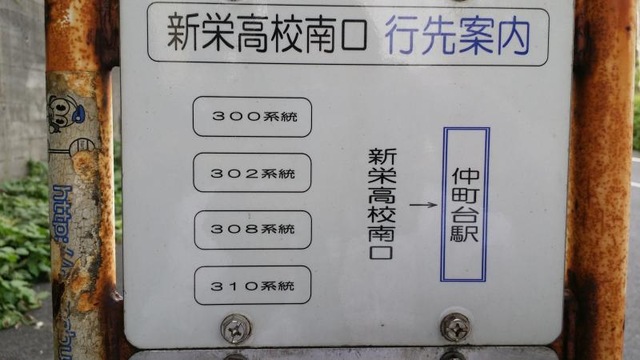 新栄高校南口 行先案内
300系統
302系統
308系統
310系統
新栄高校南口
→
仲町台駅
http:/